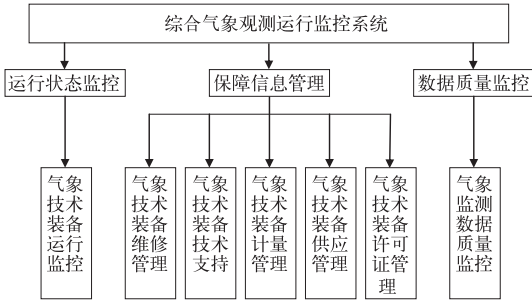 综合气象观测运行监控系统
运行状态监控
保障信息管理
数据质量监控
气象
技术
装备
运行
监控
气象
技术
装备
维修
管理
气象
技术
装备
技术
支持
气象
技术
装备
计量
管理
气象
技术
装备
供应
管理
气象
技术
装备
许可
证管
理
气象
监测
数据
质量
监控